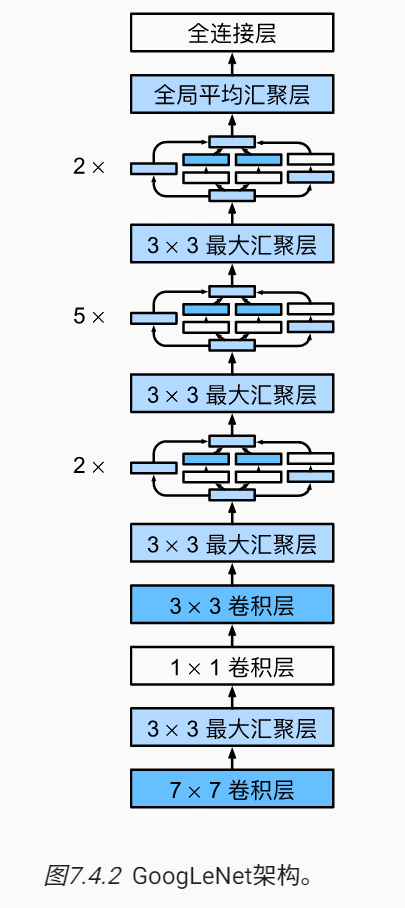 全连接层
全局平均汇聚层
2 ×
3 × 3 最大汇聚层
5 ×
3 × 3 最大汇聚层
2 ×
3 × 3 最大汇聚层
3 × 3 卷积层
1 × 1 卷积层
3 × 3 最大汇聚层
7 × 7 卷积层
图7.4.2 GoogLeNet架构。